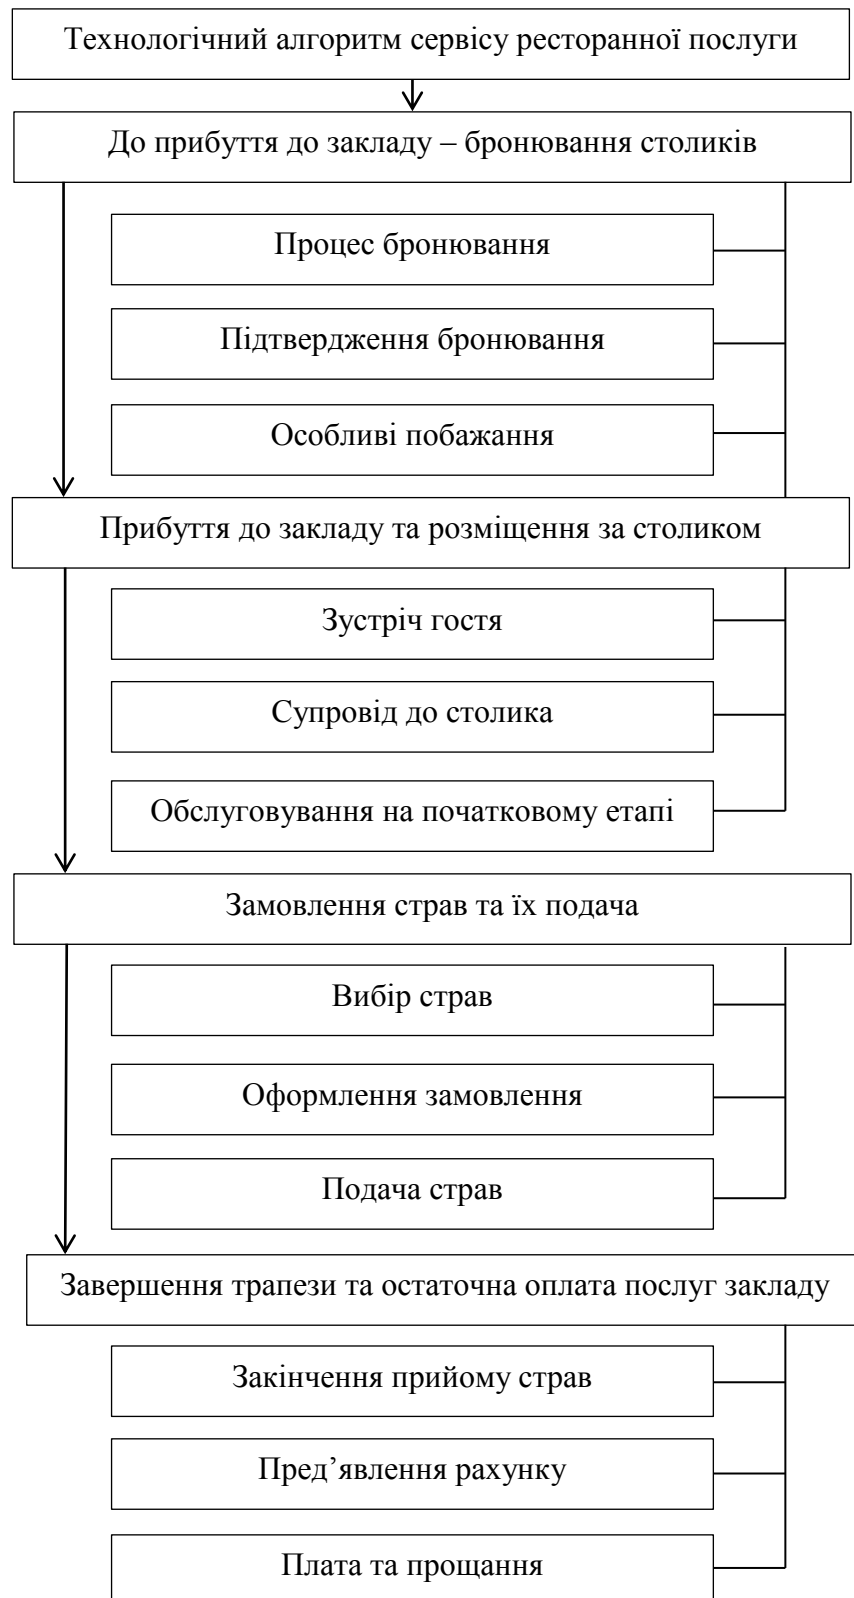 Технологічний алгоритм сервісу ресторанної послуги
До прибуття до закладу – бронювання столиків
Процес бронювання
Підтвердження бронювання
Особливі побажання
Прибуття до закладу та розміщення за столиком
Зустріч гостя
Супровід до столика
Обслуговування на початковому етапі
Замовлення страв та їх подача
Вибір страв
Оформлення замовлення
Подача страв
Завершення трапези та остаточна оплата послуг закладу
Закінчення прийому страв
Пред’явлення рахунку
Плата та прощання